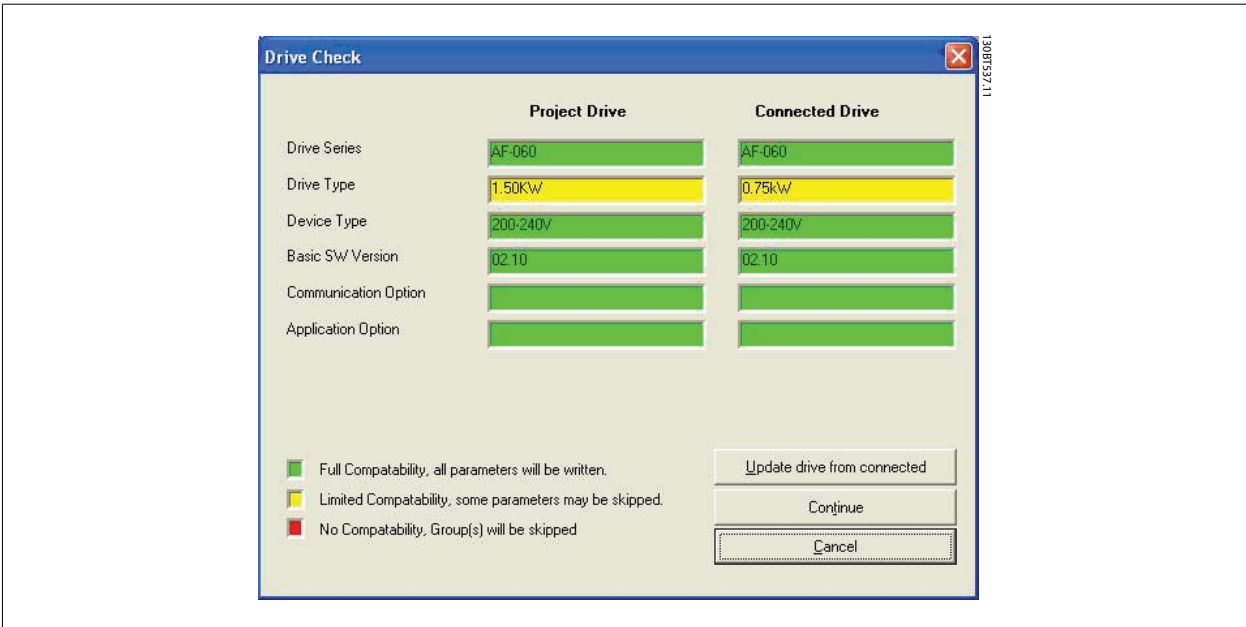 Drive Check
130BT537.11
Project Drive Connected Drive
Drive Series AF-060 AF-060
Drive Type 1.50KW 0.75kW
Device Type 200-240V 200-240V
Basic SW Version 02.10 02.10
Communication Option
Application Option
Full Compatability, all parameters will be written.
Limited Compatability, some parameters may be skipped.
No Compatability, Group(s) will be skipped
Update drive from connected
Continue
Cancel